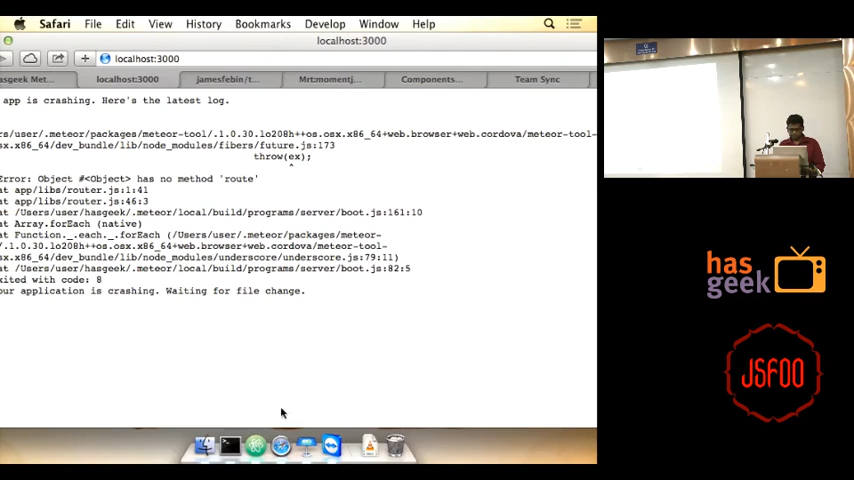 Safari File Edit View History Bookmarks Develop Window Help
localhost:3000
localhost:3000
asgeek Met... localhost:3000 jamesfebin/t... Mrt:momentj... Components... Team Sync
app is crashing. Here's the latest log.
rs/user/.meteor/packages/meteor-tool/.1.0.30.1o208h++os.osx.x86_64+web.browser+web.cordova/meteor-tool-
sx.x86_64/dev_bundle/lib/node_modules/fibers/future.js:173
throw(ex);
^
Error: Object #<Object> has no method 'route'
at app/libs/router.js:1:41
at app/libs/router.js:46:3
at /Users/user/hasgeek/.meteor/local/build/programs/server/boot.js:161:10
at Array.forEach (native)
at Function._.each._.forEach (/Users/user/.meteor/packages/meteor-
/.1.0.30.1o208h++os.osx.x86_64+web.browser+web.cordova/meteor-tool-
sx.x86_64/dev_bundle/lib/node_modules/underscore/underscore.js:79:11)
at /Users/user/hasgeek/.meteor/local/build/programs/server/boot.js:82:5
xited with code: 8
our application is crashing. Waiting for file change.
has
geek
JSFOO